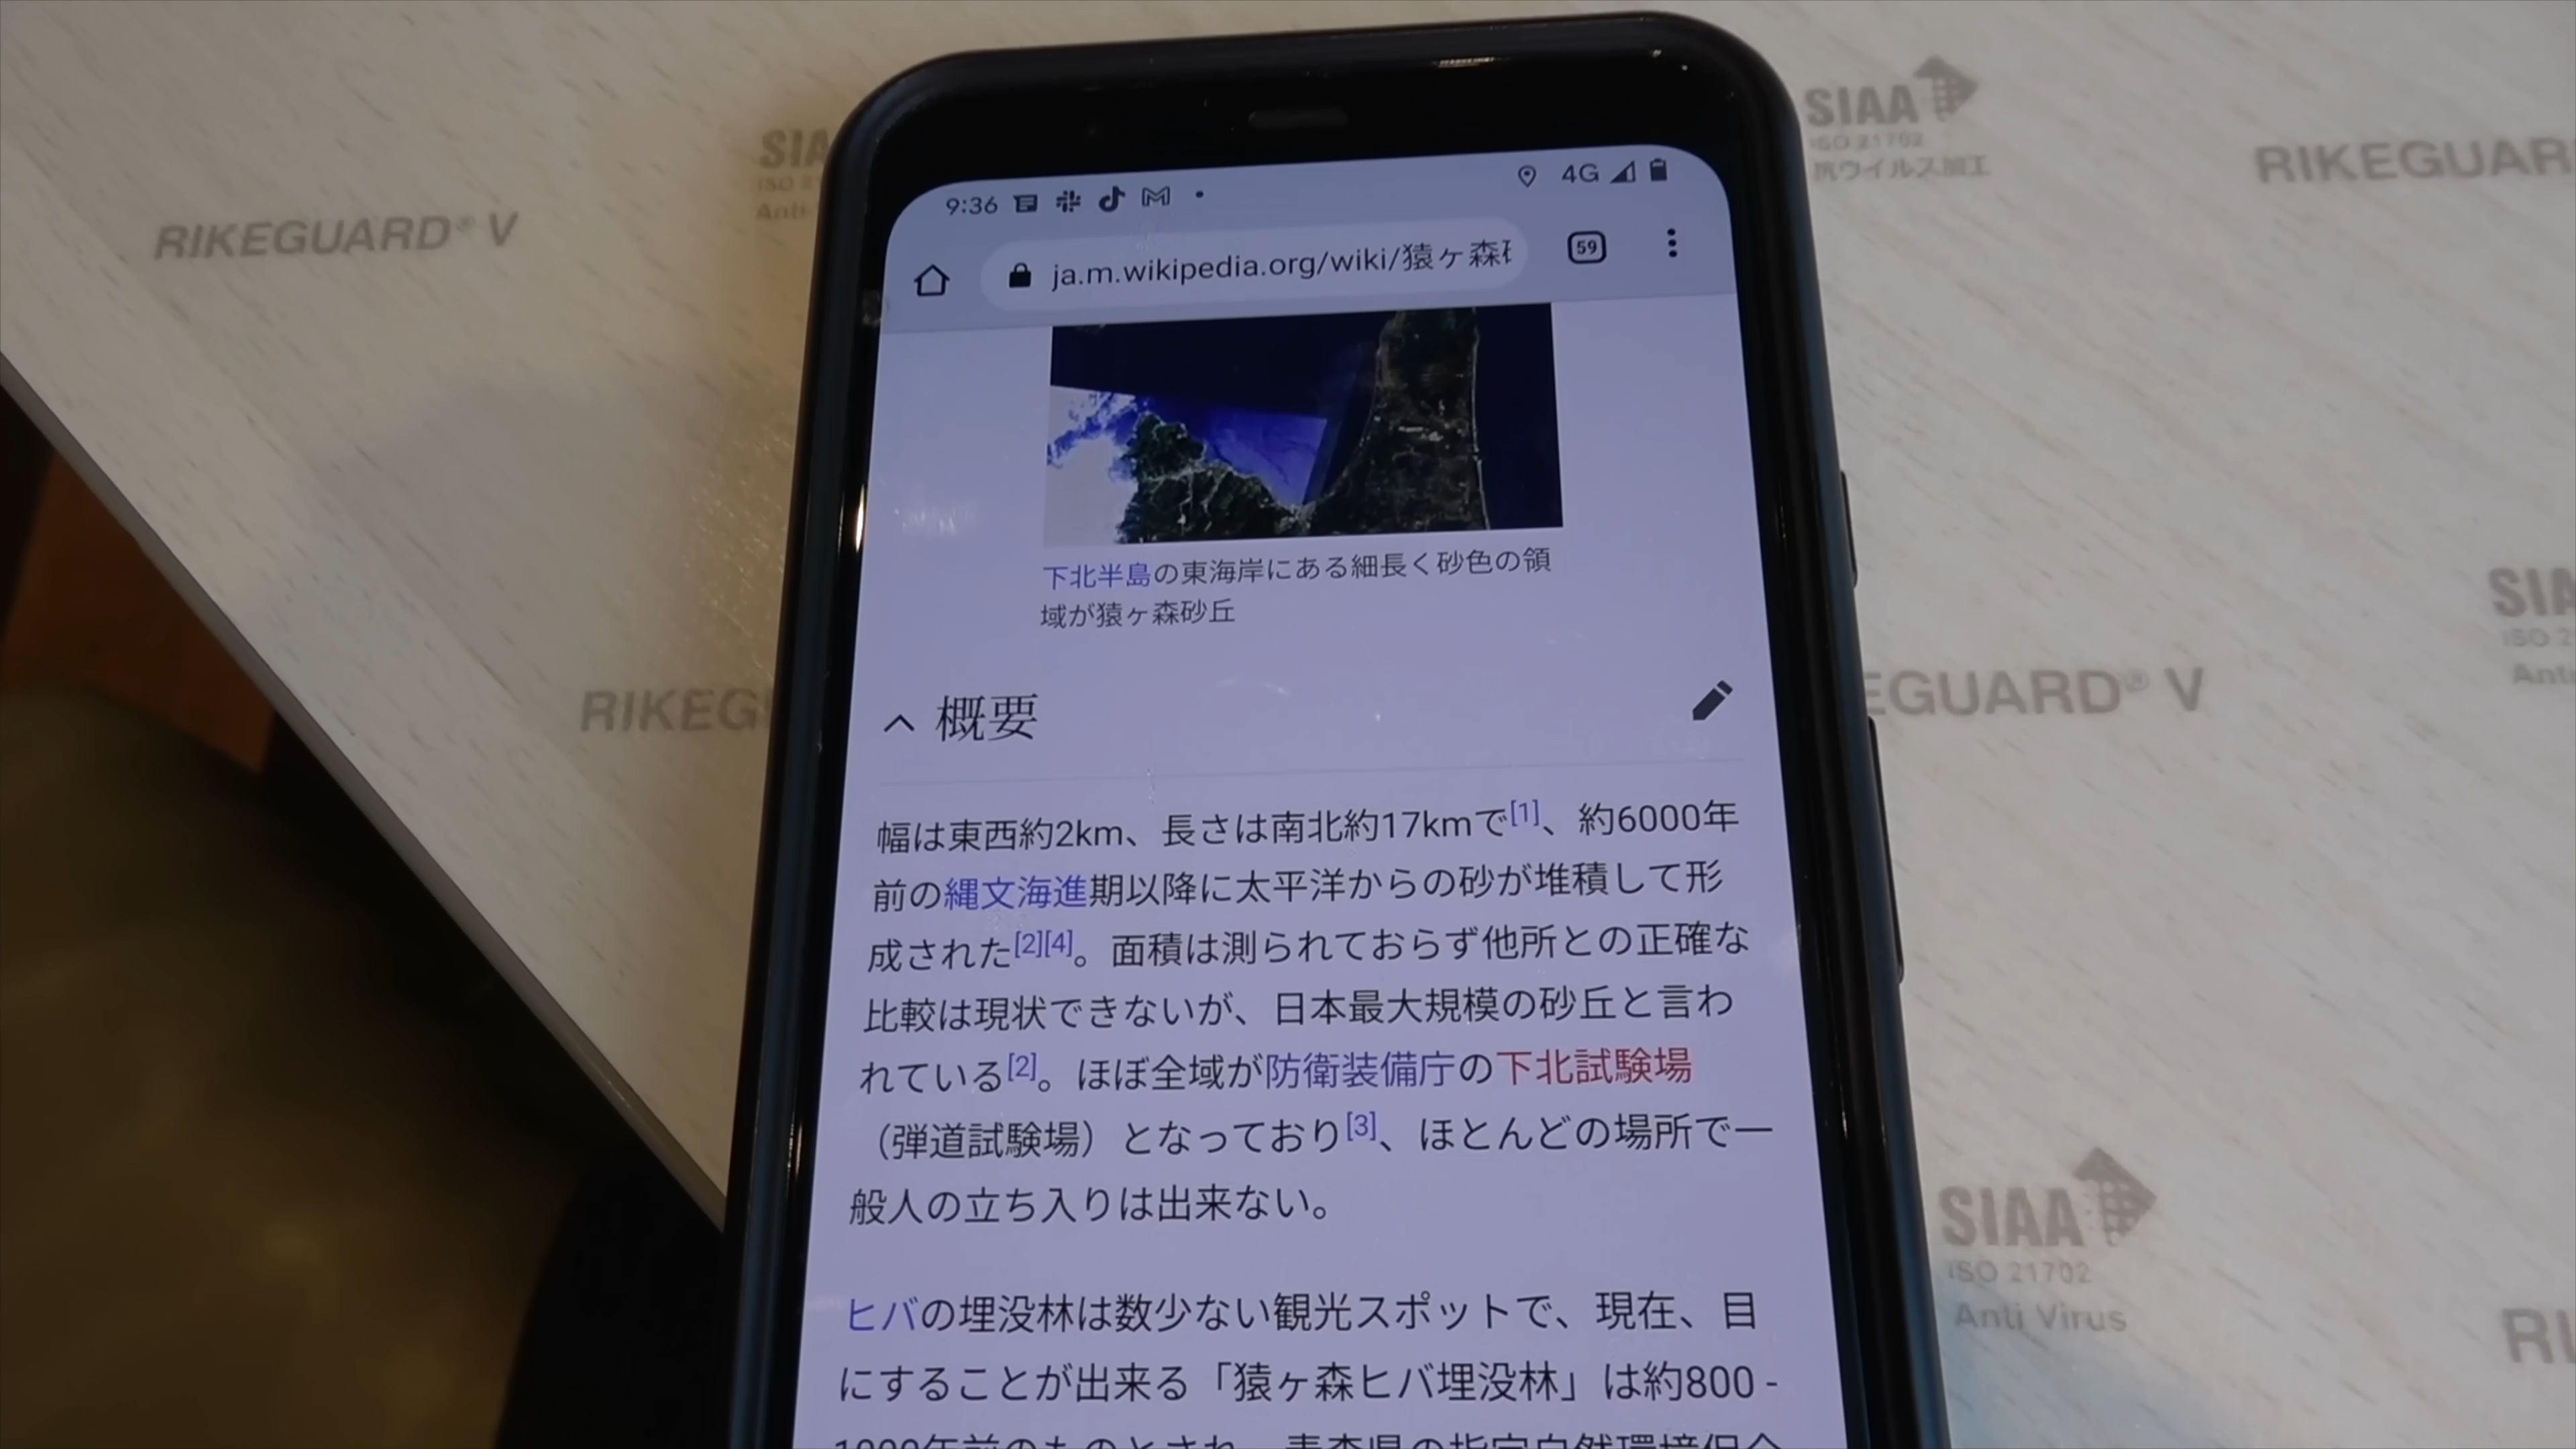 9:36
4G
ja.m.wikipedia.org/wiki/猿ヶ森
59
下北半島の東海岸にある細長く砂色の領
域が猿ヶ森砂丘
概要
幅は東西約2km、長さは南北約17kmで[1]、約6000年
前の縄文海進期以降に太平洋からの砂が堆積して形
成された[2][4]。面積は測られておらず他所との正確な
比較は現状できないが、日本最大規模の砂丘と言わ
れている[2]。ほぼ全域が防衛装備庁の下北試験場
（弾道試験場）となっており[3]、ほとんどの場所で一
般人の立ち入りは出来ない。
ヒバの埋没林は数少ない観光スポットで、現在、目
にすることが出来る「猿ヶ森ヒバ埋没林」は約800 -
RIKEGUARD® V
SIAA
ISO 21702
抗ウイルス加工
RIKEGUAR
RIKEG
EGUARD® V
SIAA
ISO 21702
Anti Virus